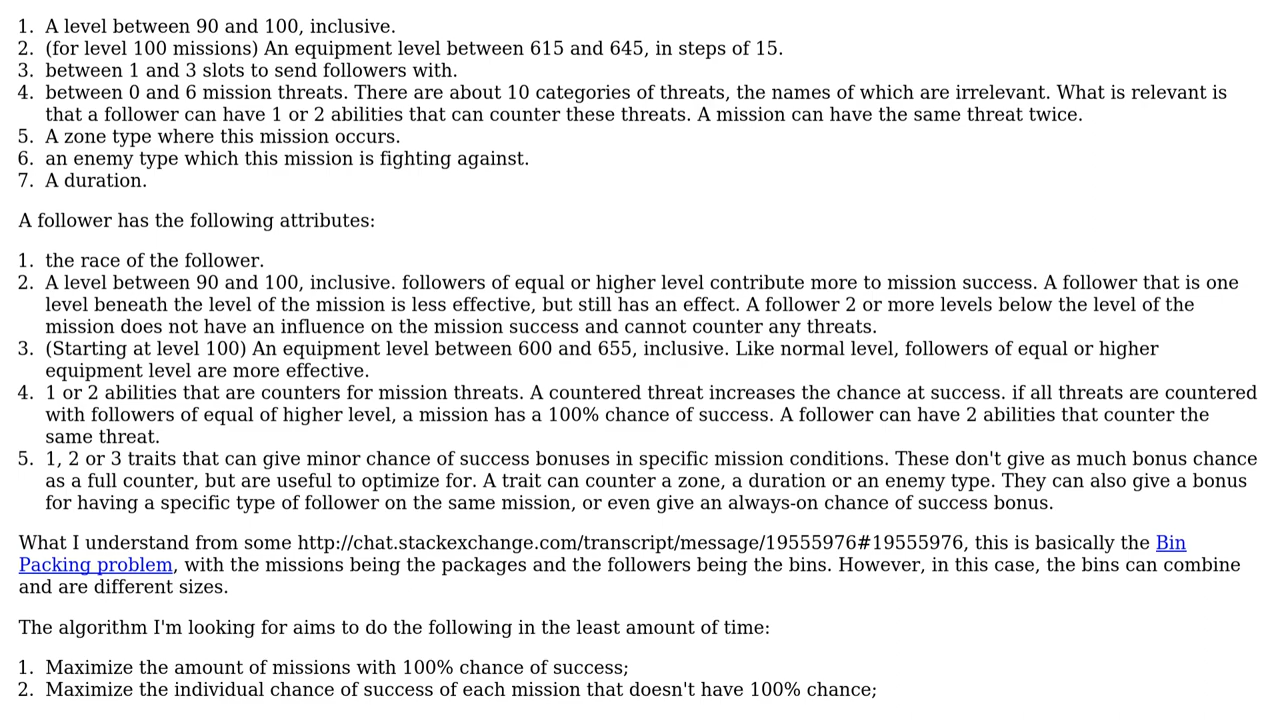 1. A level between 90 and 100, inclusive.
2. (for level 100 missions) An equipment level between 615 and 645, in steps of 15.
3. between 1 and 3 slots to send followers with.
4. between 0 and 6 mission threats. There are about 10 categories of threats, the names of which are irrelevant. What is relevant is
that a follower can have 1 or 2 abilities that can counter these threats. A mission can have the same threat twice.
5. A zone type where this mission occurs.
6. an enemy type which this mission is fighting against.
7. A duration.
A follower has the following attributes:
1. the race of the follower.
2. A level between 90 and 100, inclusive. followers of equal or higher level contribute more to mission success. A follower that is one
level beneath the level of the mission is less effective, but still has an effect. A follower 2 or more levels below the level of the
mission does not have an influence on the mission success and cannot counter any threats.
3. (Starting at level 100) An equipment level between 600 and 655, inclusive. Like normal level, followers of equal or higher
equipment level are more effective.
4. 1 or 2 abilities that are counters for mission threats. A countered threat increases the chance at success. if all threats are countered
with followers of equal of higher level, a mission has a 100% chance of success. A follower can have 2 abilities that counter the
same threat.
5. 1, 2 or 3 traits that can give minor chance of success bonuses in specific mission conditions. These don't give as much bonus chance
as a full counter, but are useful to optimize for. A trait can counter a zone, a duration or an enemy type. They can also give a bonus
for having a specific type of follower on the same mission, or even give an always-on chance of success bonus.
What I understand from some http://chat.stackexchange.com/transcript/message/19555976#19555976, this is basically the Bin
Packing problem, with the missions being the packages and the followers being the bins. However, in this case, the bins can combine
and are different sizes.
The algorithm I'm looking for aims to do the following in the least amount of time:
1. Maximize the amount of missions with 100% chance of success;
2. Maximize the individual chance of success of each mission that doesn't have 100% chance;